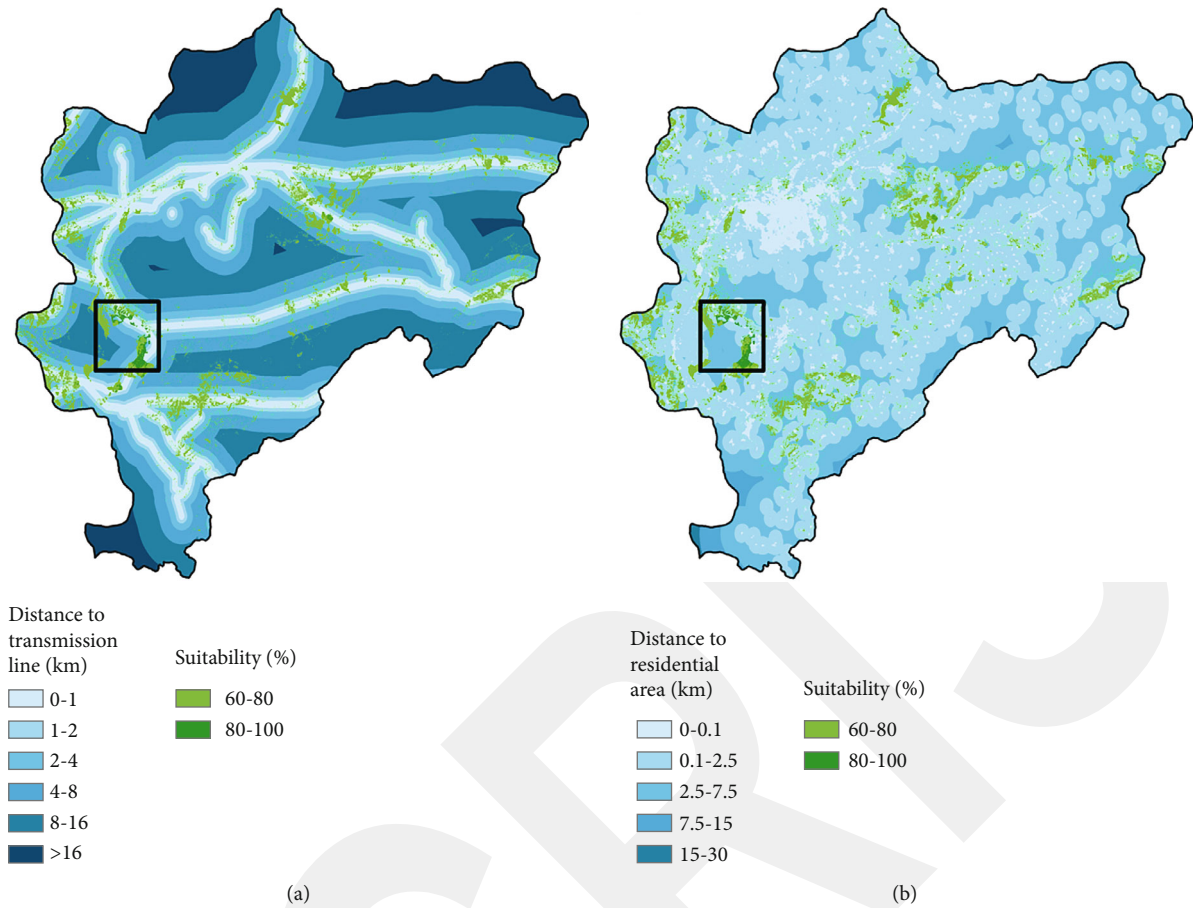 Distance to
transmission
line (km)
0-1
1-2
2-4
4-8
8-16
>16
Suitability (%)
60-80
80-100
(a)
Distance to
residential
area (km)
0-0.1
0.1-2.5
2.5-7.5
7.5-15
15-30
Suitability (%)
60-80
80-100
(b)